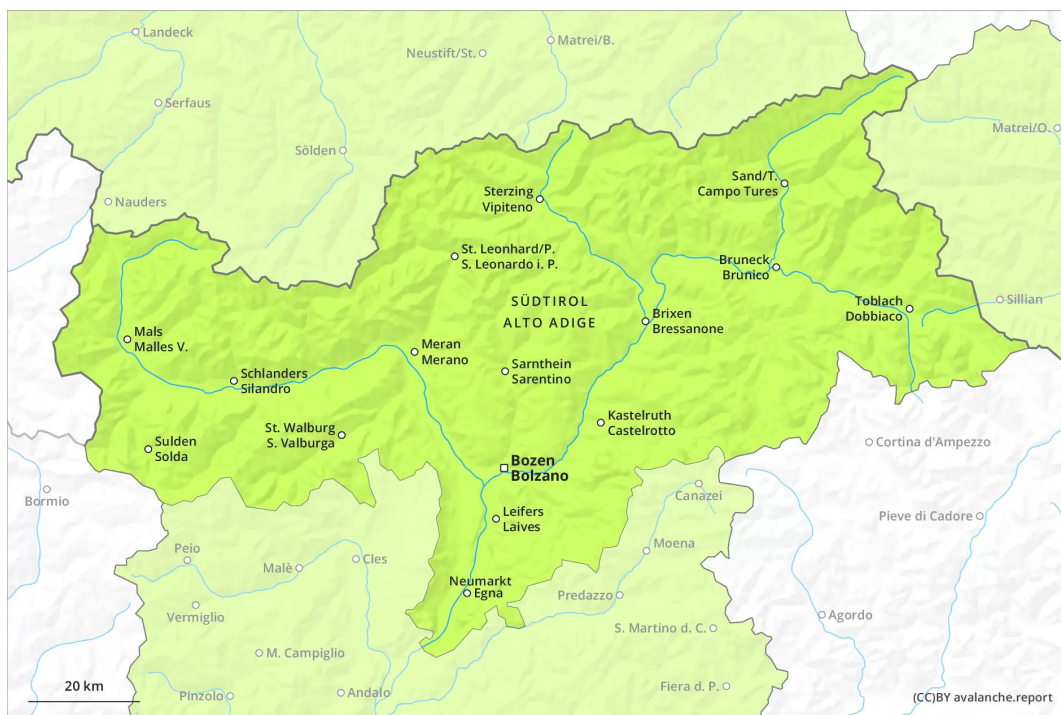 Landeck
Matrei/B.
Neustift/St.
Serfaus
Matrei/O.
Sölden
Sand/T.
Campo Tures
Sterzing
Vipiteno
Nauders
St. Leonhard/P.
S. Leonardo i. P.
Bruneck
Brunico
SÜDTIROL
ALTO ADIGE
Toblach
Dobbiaco
Sillian
Brixen
Bressanone
Mals
Malles V.
Meran
Merano
Sarnthein
Sarentino
Schlanders
Silandro
Kastelruth
Castelrotto
St. Walburg
S. Valburga
Sulden
Solda
Cortina d'Ampezzo
Bozen
Bolzano
Bormio
Canazei
Leifers
Laives
Pieve di Cadore
Peio
Moena
Cles
Malè
Neumarkt
Egna
Predazzo
Vermiglio
Agordo
S. Martino d. C.
M. Campiglio
20 km
Pinzolo
Andalo
Fiera d. P.
(CC)BY avalanche.report